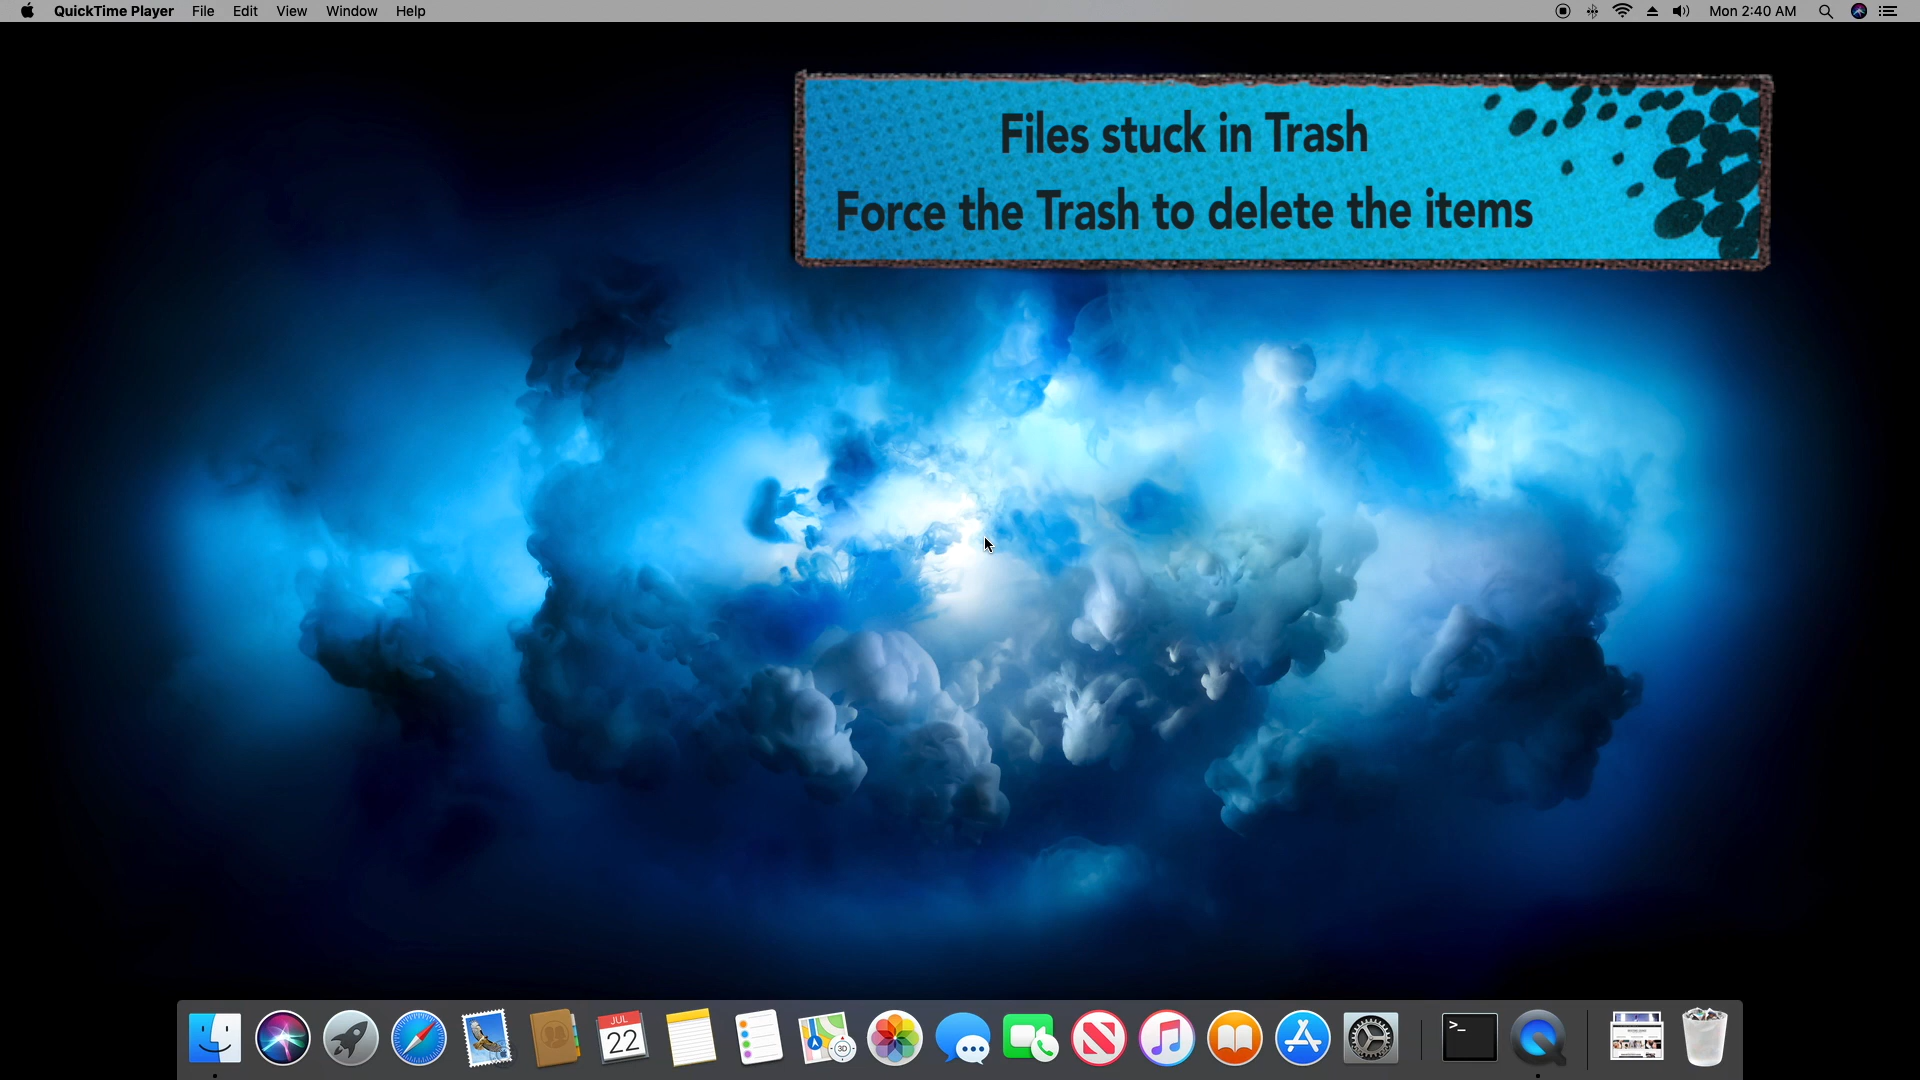 QuickTime Player File Edit View Window Help Mon 2:40 AM
Files stuck in Trash
Force the Trash to delete the items
JUL
22
3D
>_